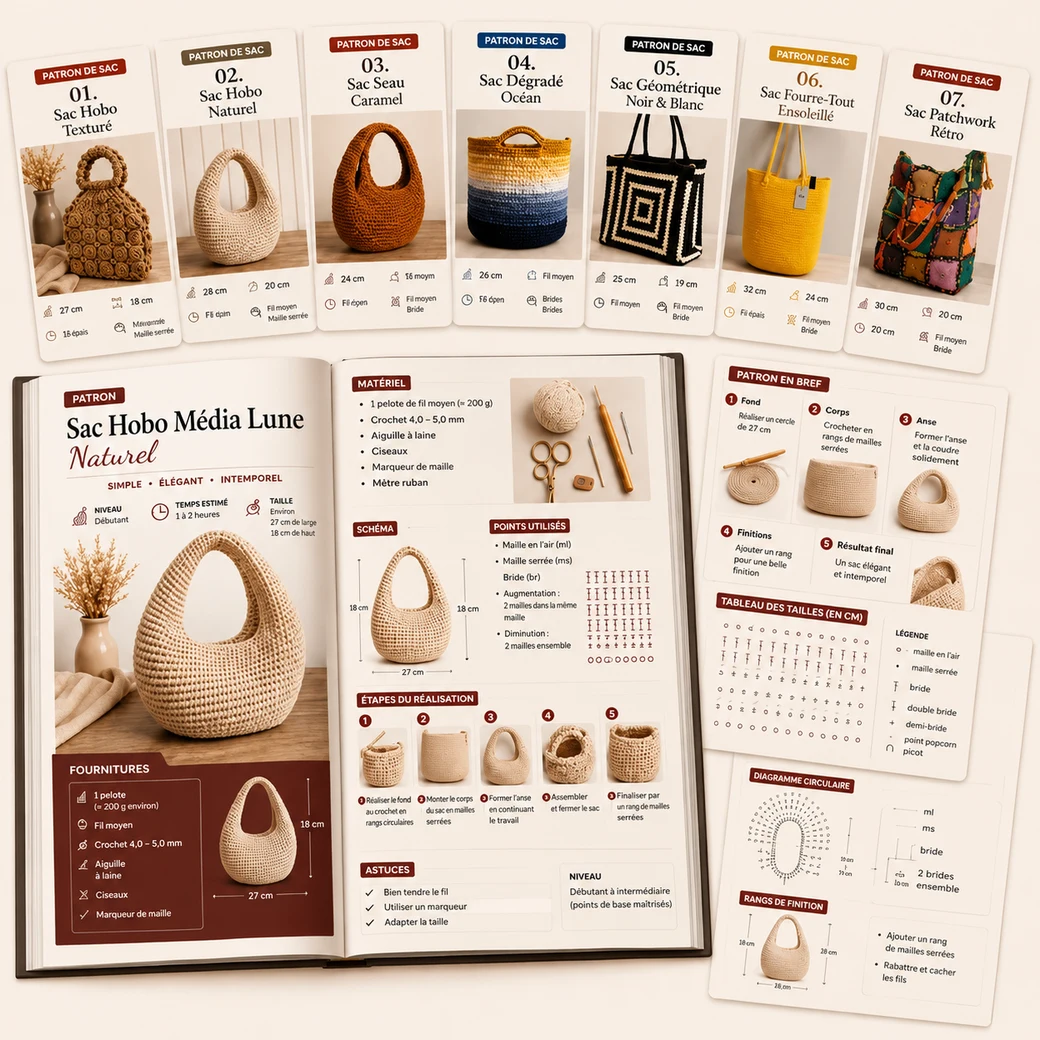 PATRON DE SAC
01.
Sac Hobo
Texturé
27 cm
18 cm
16 épais
Maille serrée
PATRON DE SAC
02.
Sac Hobo
Naturel
28 cm
20 cm
Fil moyen
Maille serrée
PATRON DE SAC
03.
Sac Seau
Caramel
24 cm
Fil moyen
Bride
PATRON DE SAC
04.
Sac Dégradé
Océan
26 cm
Fil moyen
Brides
Brides
PATRON DE SAC
05.
Sac Géométrique
Noir & Blanc
25 cm
19 cm
Fil moyen
Fil moyen
Bride
PATRON DE SAC
06.
Sac Fourre-Tout
Ensoleillé
32 cm
24 cm
Fil épais
Fil moyen
Bride
PATRON DE SAC
07.
Sac Patchwork
Rétro
30 cm
20 cm
20 cm
Fil moyen
Bride
PATRON
Sac Hobo Média Lune
Naturel
SIMPLE • ÉLÉGANT • INTEMPOREL
NIVEAU
Débutant
TEMPS ESTIMÉ
1 à 2 heures
TAILLE
Environ
27 cm de large
18 cm de haut
FOURNITURES
1 pelote
(≈ 200 g environ)
Fil moyen
Crochet 4,0 – 5,0 mm
Aiguille
à laine
Ciseaux
Marqueur de maille
18 cm
27 cm
MATÉRIEL
• 1 pelote de fil moyen (≈ 200 g)
• Crochet 4,0 – 5,0 mm
• Aiguille à laine
• Ciseaux
• Marqueur de maille
• Mètre ruban
SCHÉMA
18 cm
18 cm
27 cm
POINTS UTILISÉS
• Maille en l'air (ml)
• Maille serrée (ms)
Bride (br)
• Augmentation :
2 mailles dans la même
maille
• Diminution :
2 mailles ensemble
ÉTAPES DU RÉALISATION
1
2
3
4
5
Réaliser le fond
au crochet en
rangs circulaires
Monter le corps
du sac en mailles
serrées
Former l'anse
en continuant
le travail
Assembler
et fermer le sac
Finaliser par
un rang de mailles
serrées
ASTUCES
✓ Bien tendre le fil
✓ Utiliser un marqueur
✓ Adapter la taille
NIVEAU
Débutant à intermédiaire
(points de base maîtrisés)
PATRON EN BREF
1 Fond
Réaliser un cercle
de 27 cm
2 Corps
Crocheter en
rangs de mailles
serrées
3 Anse
Former l'anse
et la coudre
solidement
4 Finitions
Ajouter un rang
pour une belle
finition
5 Résultat final
Un sac élégant
et intemporel
TABLEAU DES TAILLES (EN CM)
LÉGENDE
maille en l'air
maille serrée
bride
double bride
demi-bride
point popcorn
picot
DIAGRAMME CIRCULAIRE
ml
ms
bride
2 brides
ensemble
RANGS DE FINITION
18 cm
28 cm
28,cm
• Ajouter un rang
de mailles serrées
• Rabattre et cacher
les fils